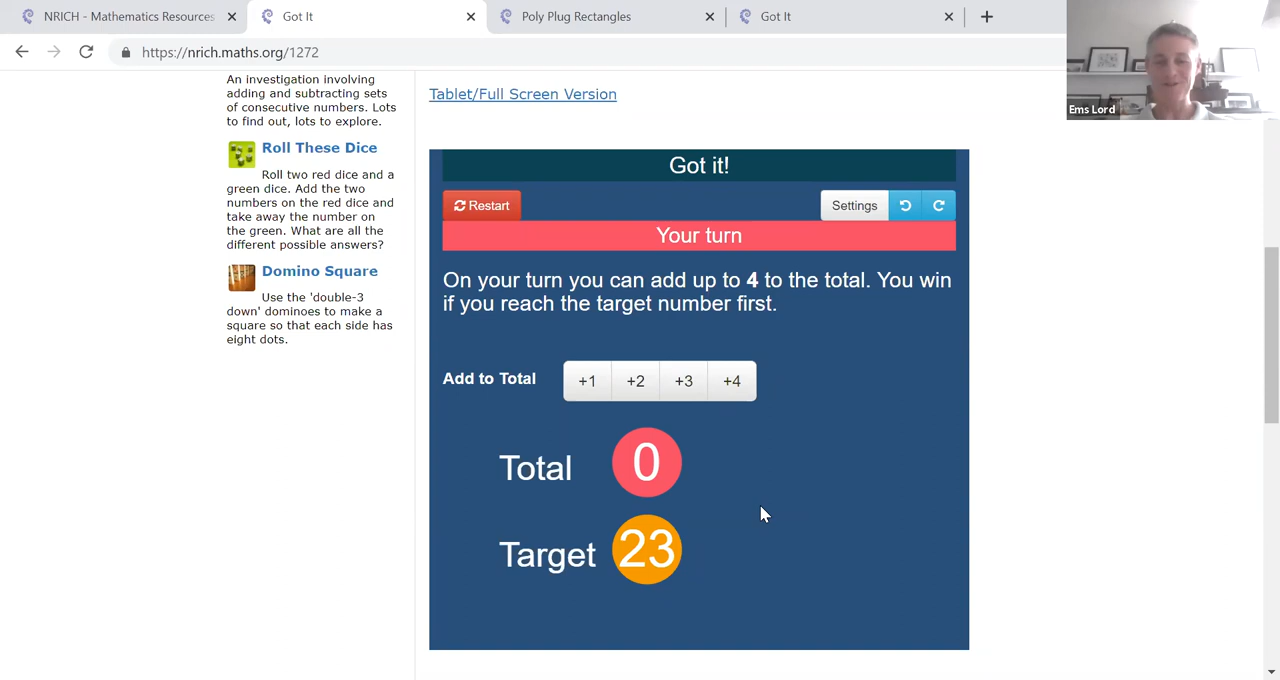 NRICH - Mathematics Resources
Got It
Poly Plug Rectangles
Got It
https://nrich.maths.org/1272
Ems Lord
An investigation involving
adding and subtracting sets
of consecutive numbers. Lots
to find out, lots to explore.
Roll These Dice
Roll two red dice and a
green dice. Add the two
numbers on the red dice and
take away the number on
the green. What are all the
different possible answers?
Domino Square
Use the 'double-3
down' dominoes to make a
square so that each side has
eight dots.
Tablet/Full Screen Version
Got it!
Restart
Settings
Your turn
On your turn you can add up to 4 to the total. You win
if you reach the target number first.
Add to Total +1 +2 +3 +4
Total 0
Target 23